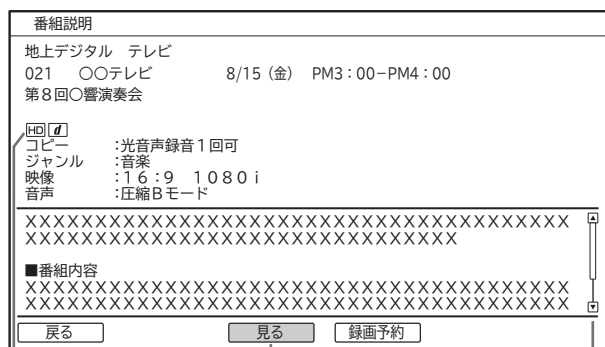 番組説明
地上デジタル テレビ
021 〇〇テレビ 8/15（金） PM3：00−PM4：00
第８回〇響演奏会
HD d
コピー ：光音声録音１回可
ジャンル ：音楽
映像 ：１６：９ １０８０ｉ
音声 ：圧縮Ｂモード
XXXXXXXXXXXXXXXXXXXXXXXXXXXXXXXXXXXXXXX
XXXXXXXXXXXXXXXXXXXXXXXXXXXXXXX
■番組内容
XXXXXXXXXXXXXXXXXXXXXXXXXXXXXXXXXXXXXXX
XXXXXXXXXXXXXXXXXXXXXXXXXXXXXXXXXXXXXXX
戻る 見る 録画予約